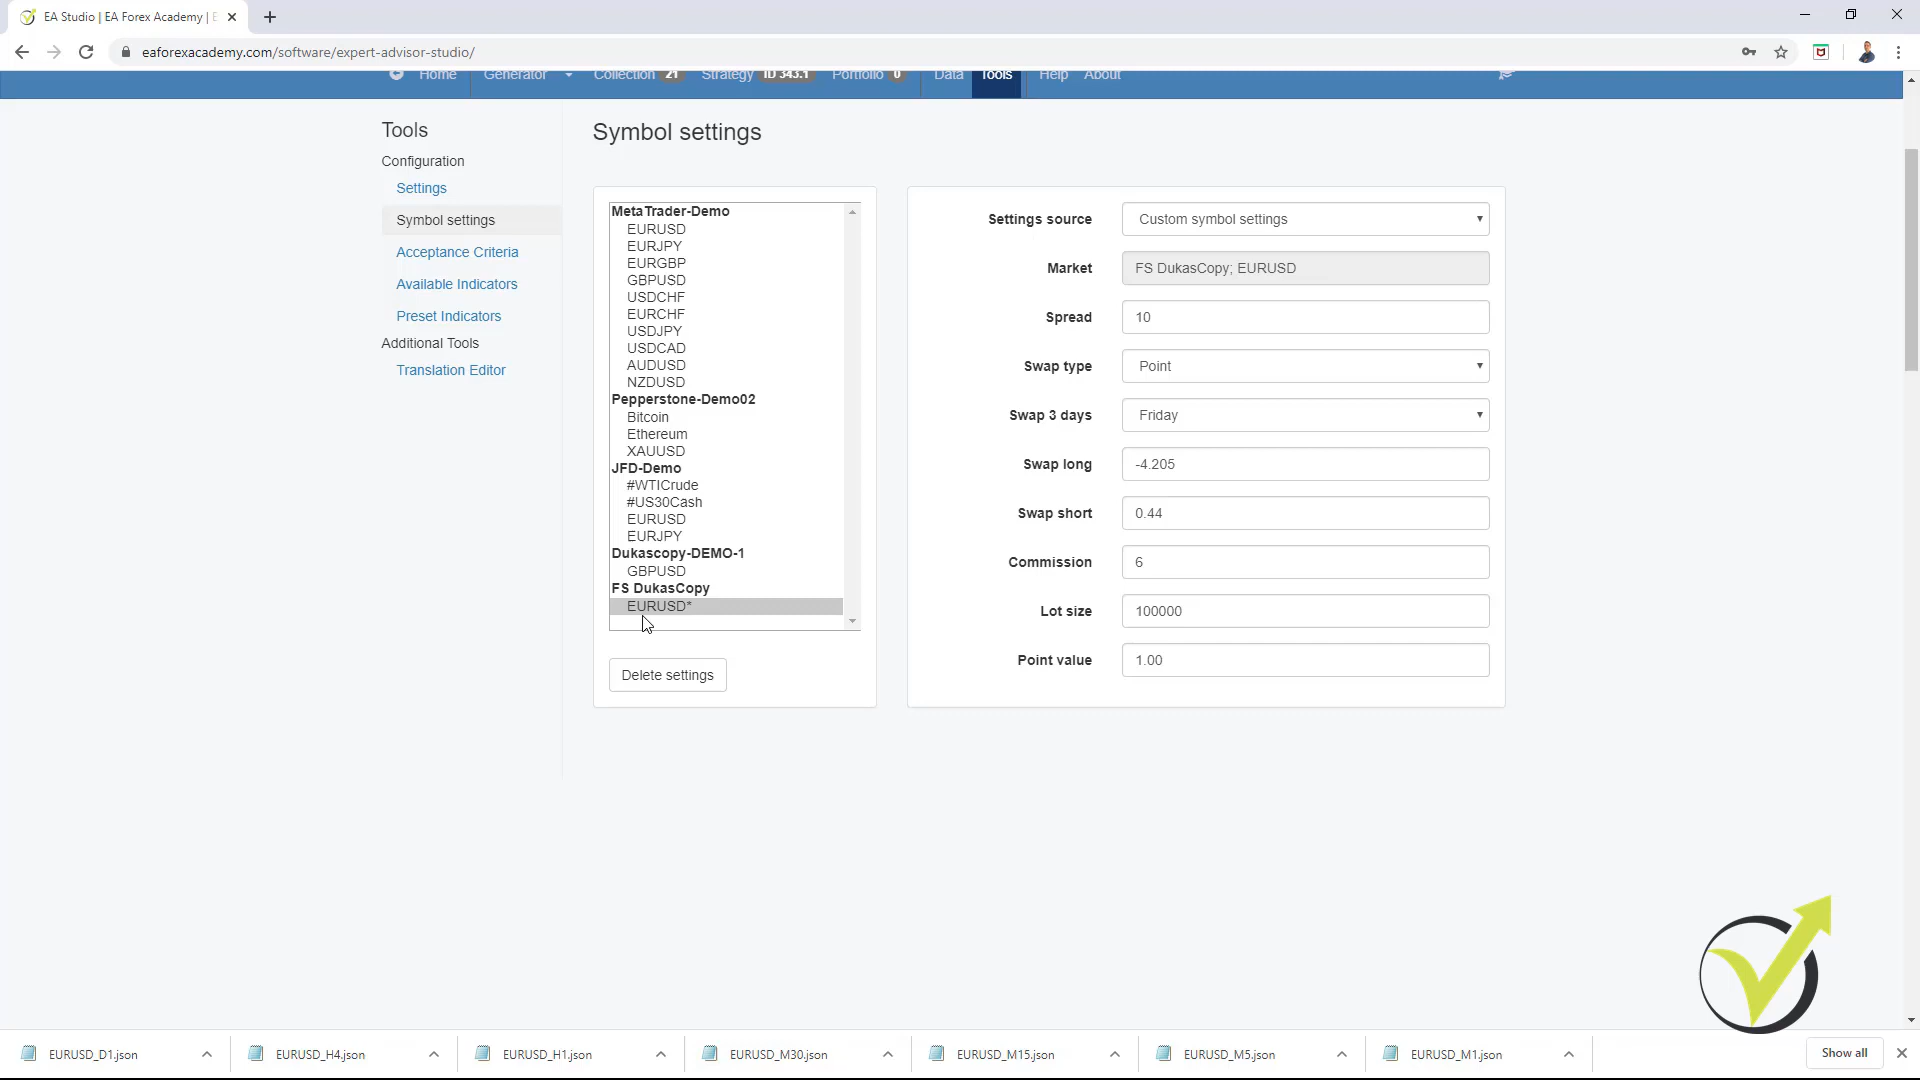 EA Studio | EA Forex Academy | E
eaforexacademy.com/software/expert-advisor-studio/
Home Generator Collection 21 Strategy ID 343.1 Portfolio 0 Data Tools Help About
Tools
Configuration
Settings
Symbol settings
Acceptance Criteria
Available Indicators
Preset Indicators
Additional Tools
Translation Editor
Symbol settings
MetaTrader-Demo
EURUSD
EURJPY
EURGBP
GBPUSD
USDCHF
EURCHF
USDJPY
USDCAD
AUDUSD
NZDUSD
Pepperstone-Demo02
Bitcoin
Ethereum
XAUUSD
JFD-Demo
#WTICrude
#US30Cash
EURUSD
EURJPY
Dukascopy-DEMO-1
GBPUSD
FS DukasCopy
EURUSD*
Delete settings
Settings source Custom symbol settings
Market FS DukasCopy; EURUSD
Spread 10
Swap type Point
Swap 3 days Friday
Swap long -4.205
Swap short 0.44
Commission 6
Lot size 100000
Point value 1.00
EURUSD_D1.json EURUSD_H4.json EURUSD_H1.json EURUSD_M30.json EURUSD_M15.json EURUSD_M5.json EURUSD_M1.json Show all